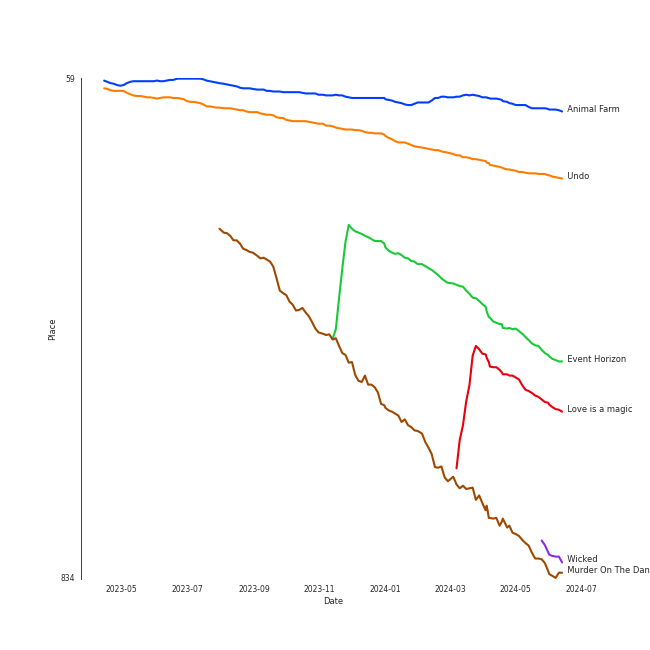 59
Animal Farm
Undo
Place
Event Horizon
Love is a magic
Wicked
Murder On The Dan
834
2023-05 2023-07 2023-09 2023-11 2024-01 2024-03 2024-05 2024-07
Date